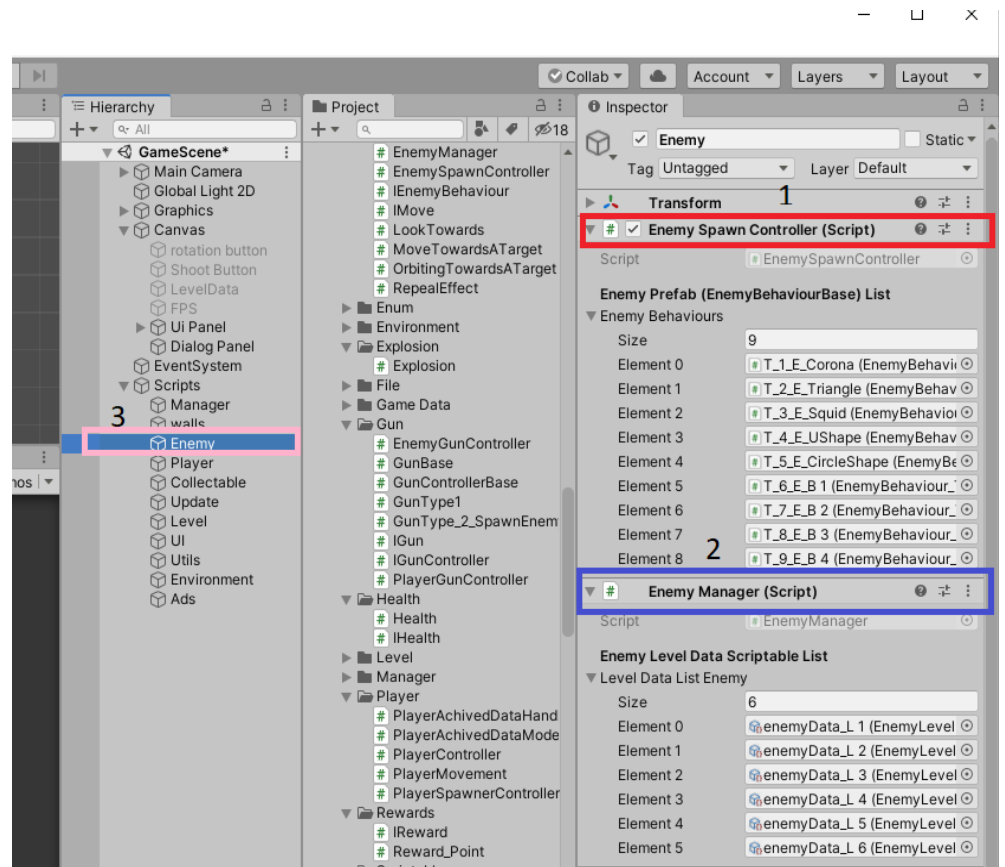 Collab
Account
Layers
Layout
Hierarchy
All
GameScene*
Main Camera
Global Light 2D
Graphics
Canvas
rotation button
Shoot Button
LevelData
FPS
Ui Panel
Dialog Panel
EventSystem
Scripts
3
Manager
walls
Enemy
Player
Collectable
Update
Level
UI
Utils
Environment
Ads
Project
18
# EnemyManager
# EnemySpawnController
# IEnemyBehaviour
# IMove
# LookTowards
# MoveTowardsATarget
# OrbitingTowardsATarget
# RepealEffect
Enum
Environment
Explosion
# Explosion
File
Game Data
Gun
# EnemyGunController
# GunBase
# GunControllerBase
# GunType1
# GunType_2_SpawnEnem
# IGun
# IGunController
# PlayerGunController
Health
# Health
# IHealth
Level
Manager
Player
# PlayerAchivedDataHand
# PlayerAchivedDataMode
# PlayerController
# PlayerMovement
# PlayerSpawnerController
Rewards
# IReward
# Reward_Point
Inspector
Enemy
Static
Tag Untagged Layer Default
1
Transform
# Enemy Spawn Controller (Script)
Script # EnemySpawnController
Enemy Prefab (EnemyBehaviourBase) List
Enemy Behaviours
Size 9
Element 0 # T_1_E_Corona (EnemyBehavi
Element 1 # T_2_E_Triangle (EnemyBehav
Element 2 # T_3_E_Squid (EnemyBehavio
Element 3 # T_4_E_UShape (EnemyBehav
Element 4 # T_5_E_CircleShape (EnemyBe
Element 5 # T_6_E_B 1 (EnemyBehaviour_
Element 6 # T_7_E_B 2 (EnemyBehaviour_
Element 7 # T_8_E_B 3 (EnemyBehaviour_
Element 8 # T_9_E_B 4 (EnemyBehaviour_
2
# Enemy Manager (Script)
Script # EnemyManager
Enemy Level Data Scriptable List
Level Data List Enemy
Size 6
Element 0 enemyData_L 1 (EnemyLevel
Element 1 enemyData_L 2 (EnemyLevel
Element 2 enemyData_L 3 (EnemyLevel
Element 3 enemyData_L 4 (EnemyLevel
Element 4 enemyData_L 5 (EnemyLevel
Element 5 enemyData_L 6 (EnemyLevel